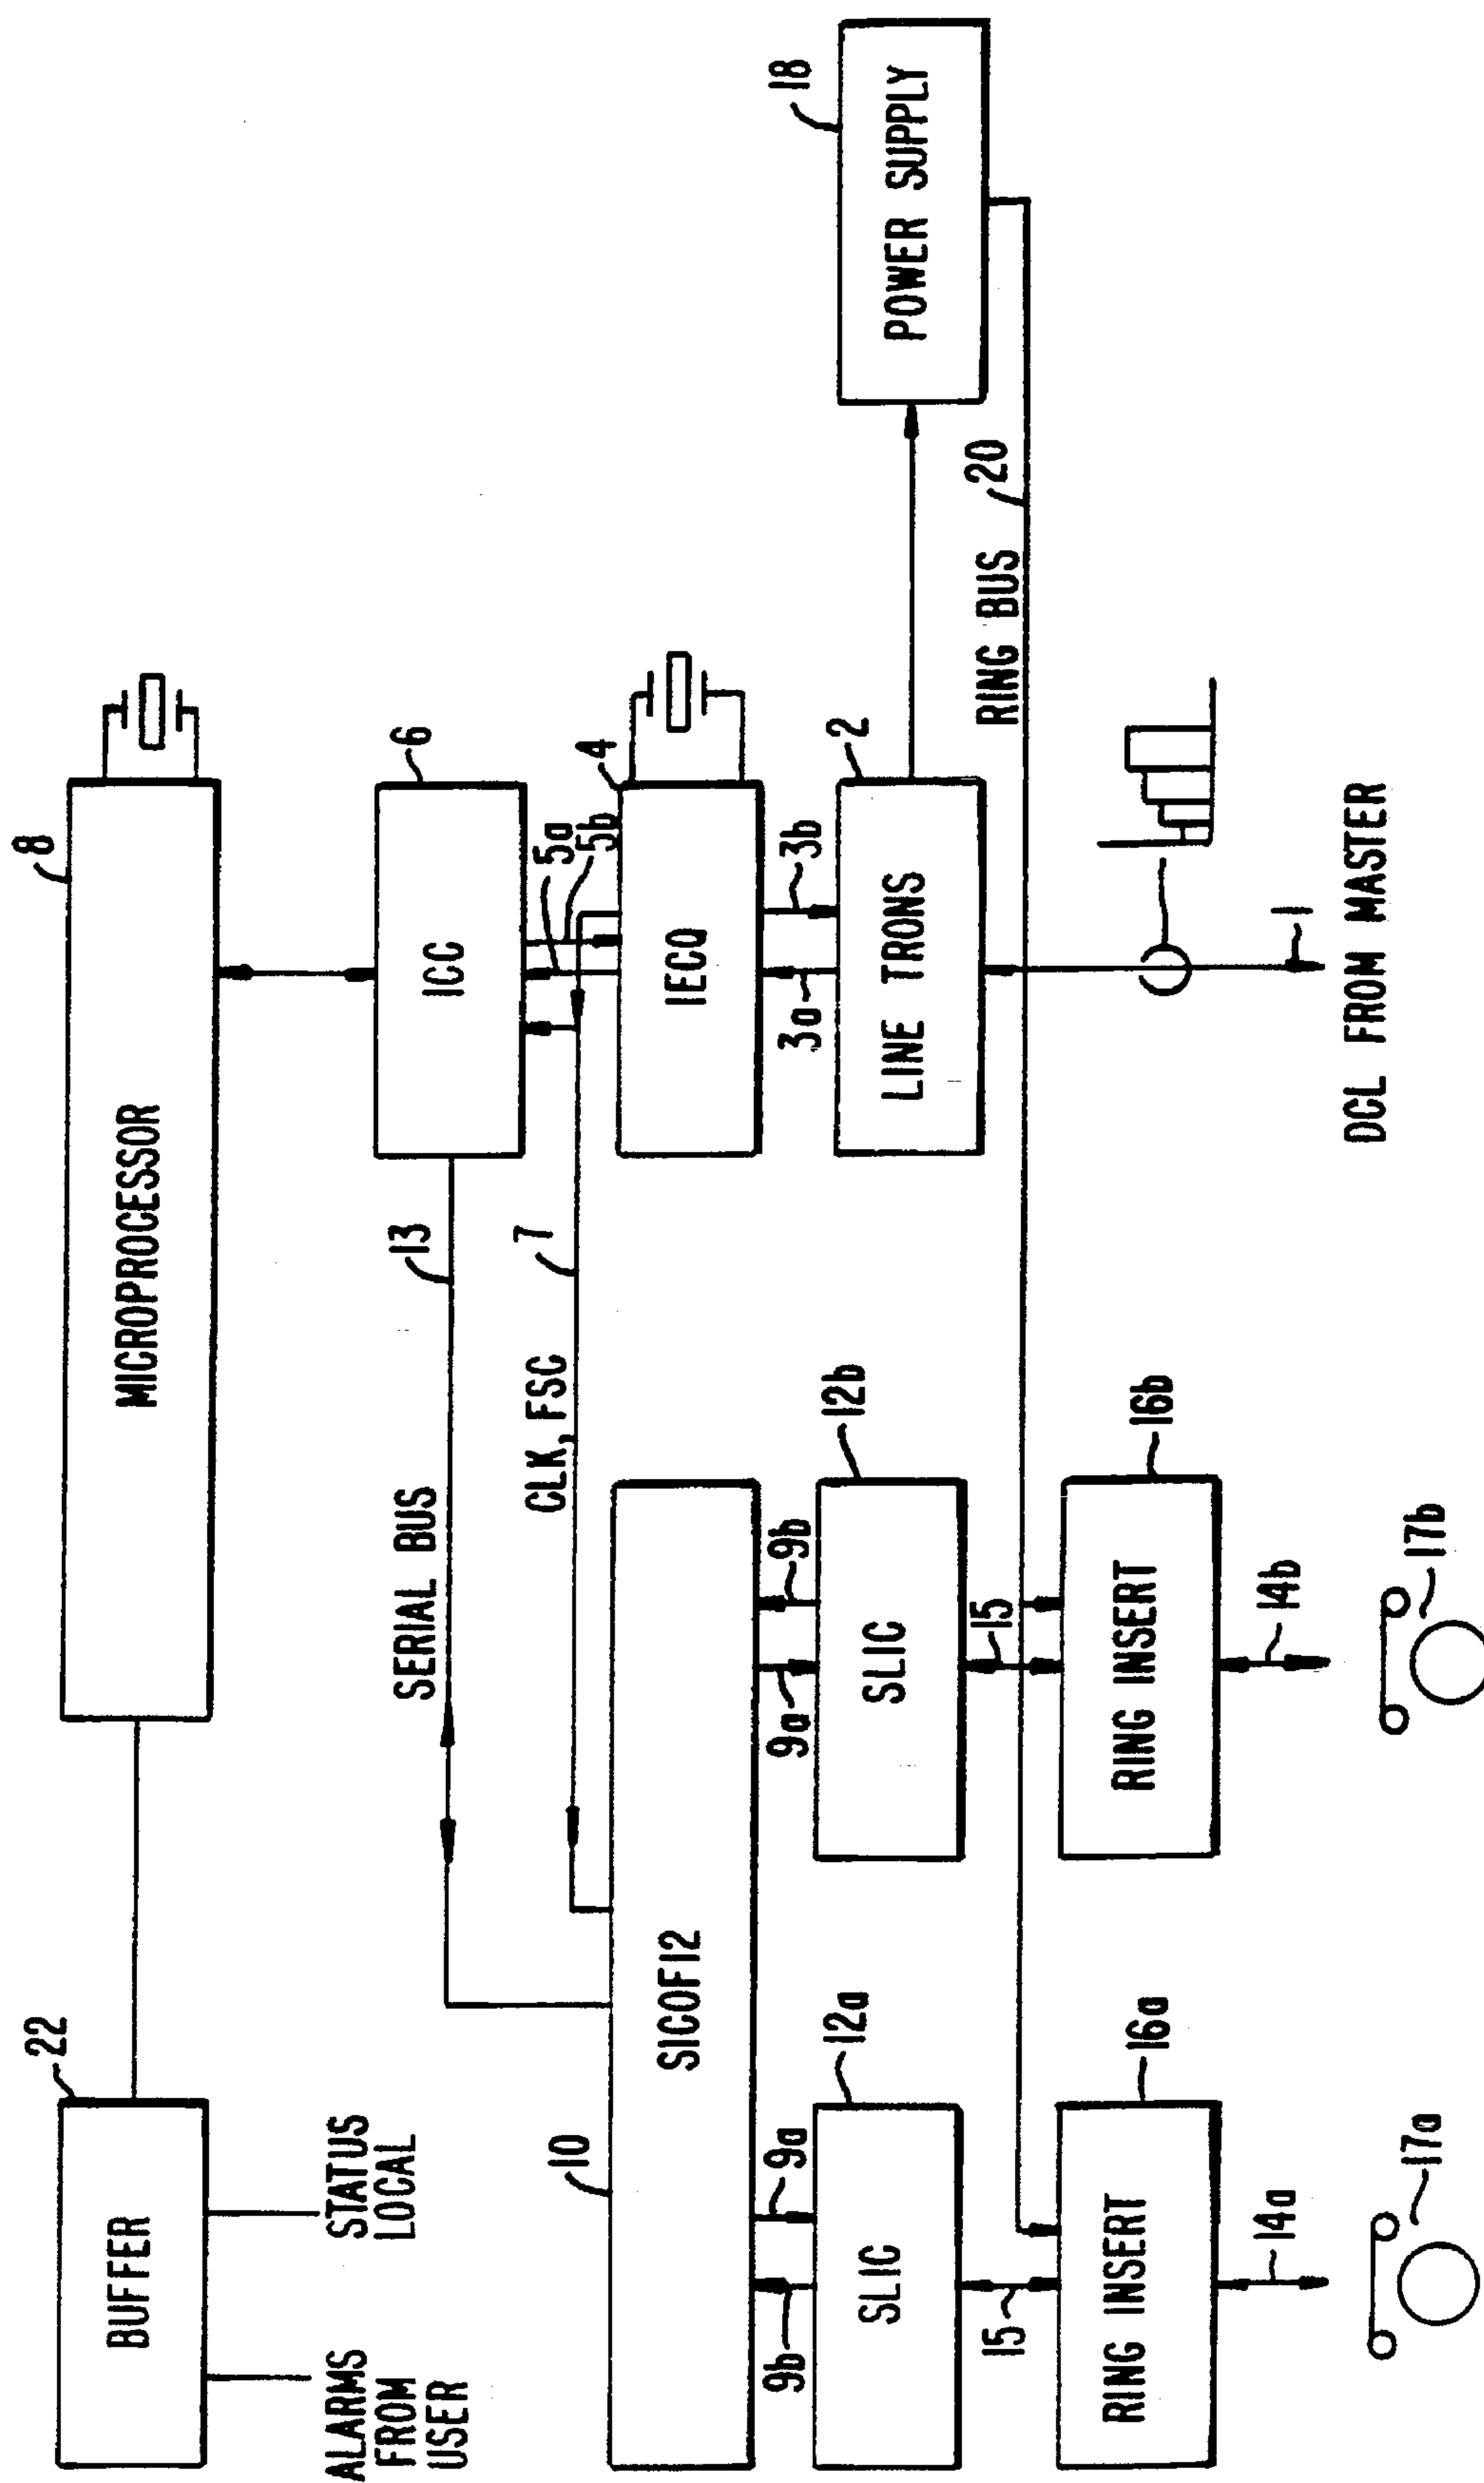 22
BUFFER
ALARMS
FROM
USER
STATUS
LOCAL
8
MICROPROCESSOR
SERIAL BUS
13
6
ICC
CLK, FSC
7
5a
5b
4
IECQ
10
SICOFI2
3a
3b
2
LINE TRONS
18
POWER SUPPLY
9b
9a
12a
SLIC
9a
9b
12b
SLIC
15
15
RING BUS
20
16a
RING INSERT
16b
RING INSERT
14a
14b
1
17a
17b
DCL FROM MASTER